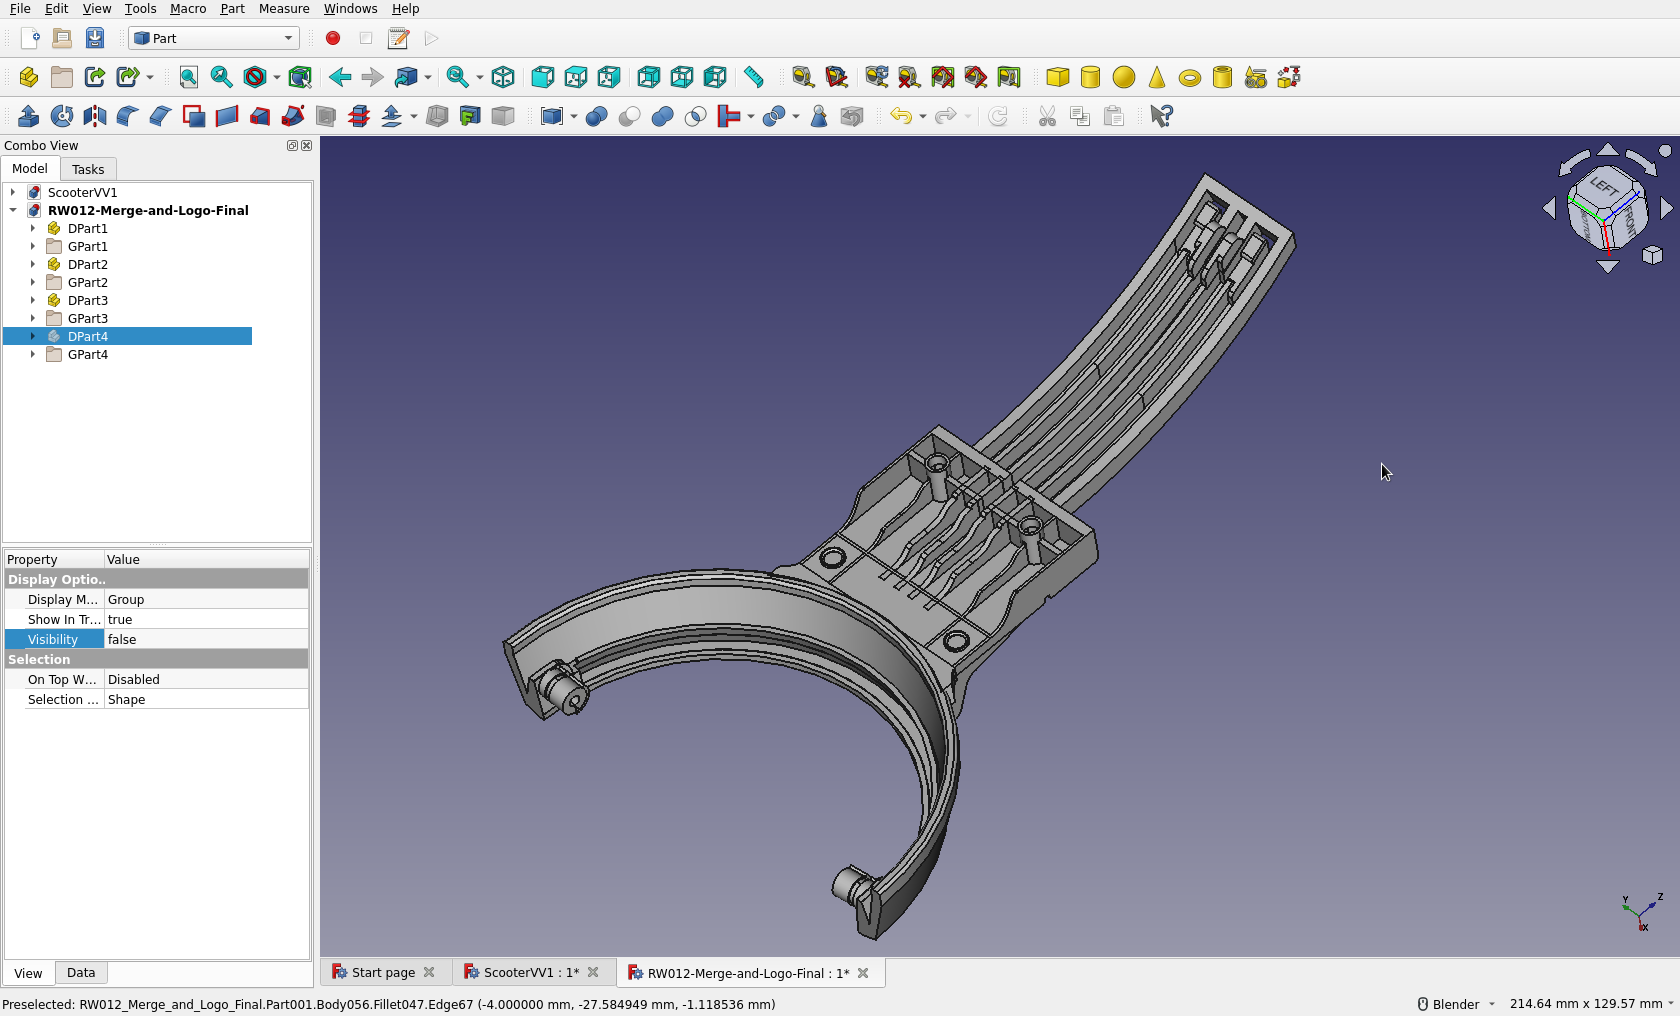 File Edit View Tools Macro Part Measure Windows Help
Part
Combo View
Model Tasks
ScooterVV1
RW012-Merge-and-Logo-Final
DPart1
GPart1
DPart2
GPart2
DPart3
GPart3
DPart4
GPart4
Property Value
Display Optio..
Display M... Group
Show In Tr... true
Visibility false
Selection
On Top W... Disabled
Selection ... Shape
View Data
LEFT
FRONT
BOTTOM
Y Z
X
Start page ScooterVV1 : 1* RW012-Merge-and-Logo-Final : 1*
Preselected: RW012_Merge_and_Logo_Final.Part001.Body056.Fillet047.Edge67 (-4.000000 mm, -27.584949 mm, -1.118536 mm) Blender 214.64 mm x 129.57 mm